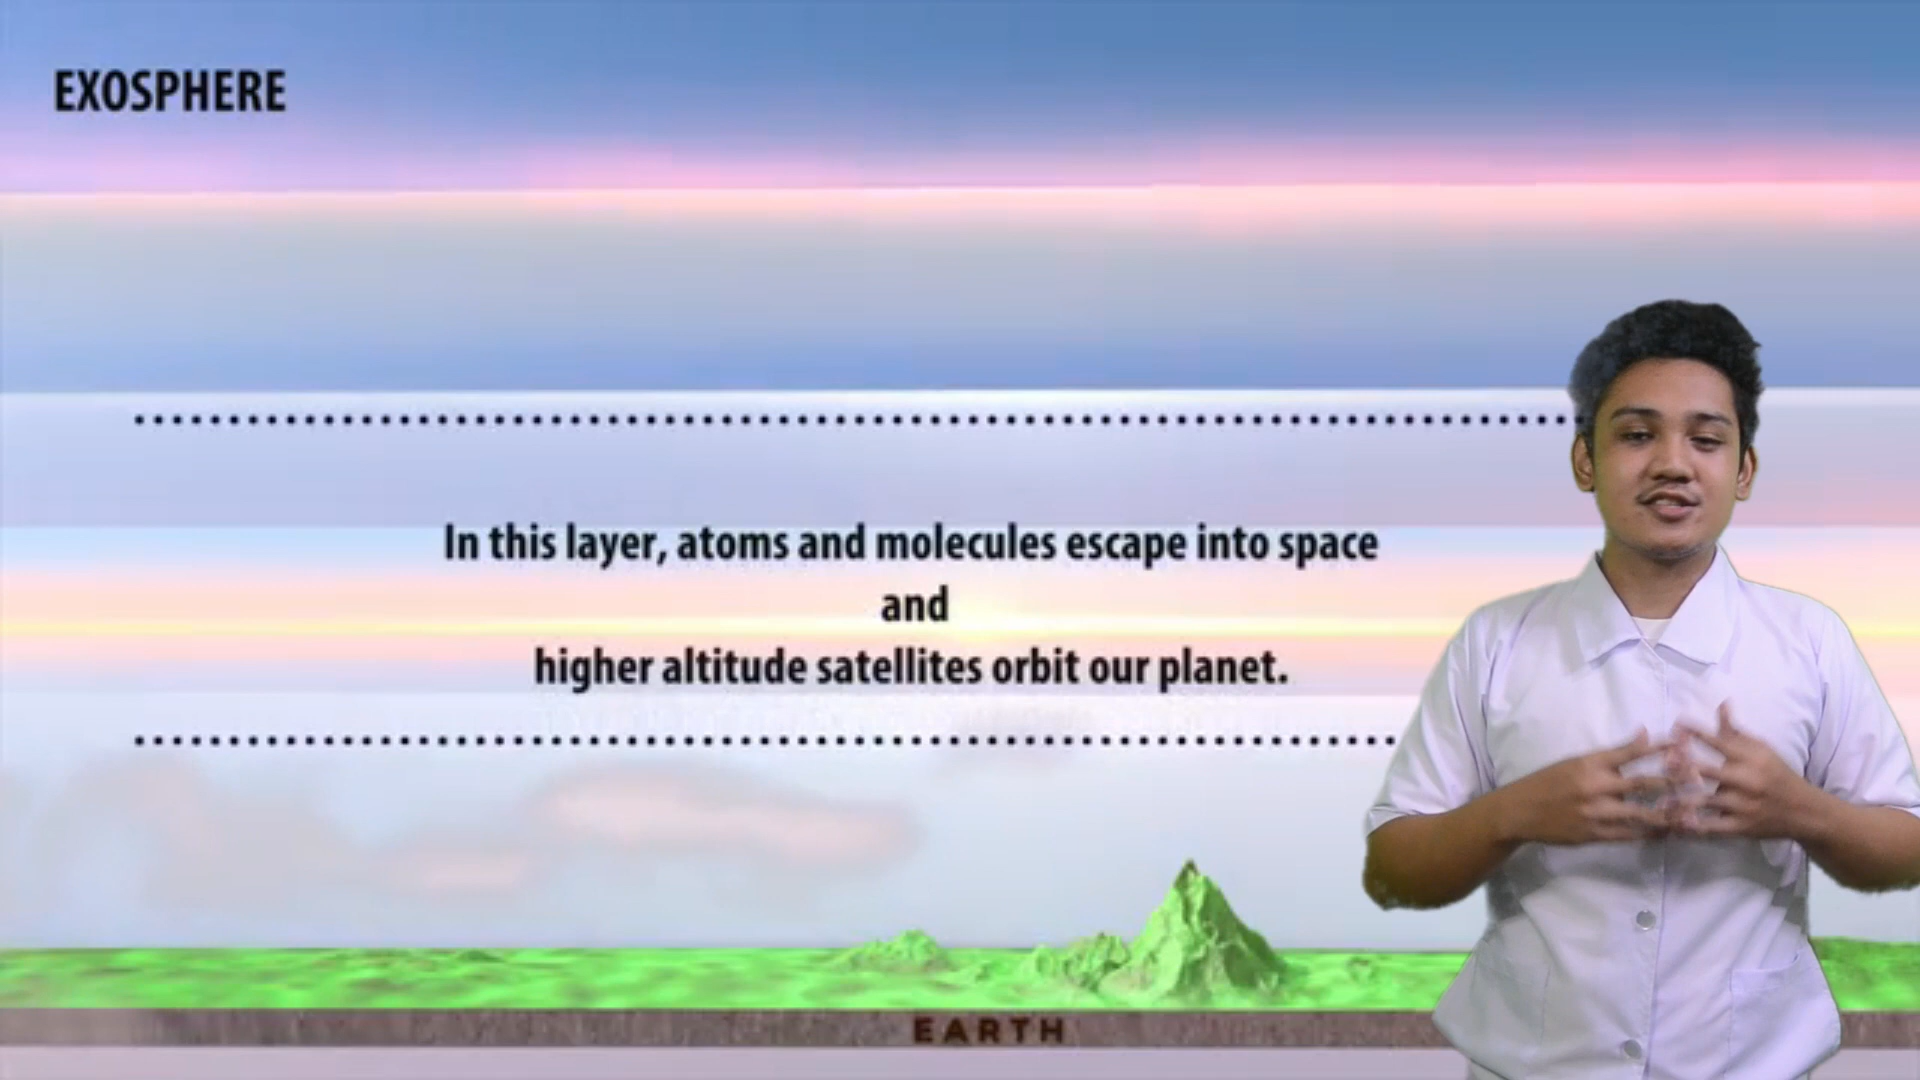 EXOSPHERE
In this layer, atoms and molecules escape into space
and
higher altitude satellites orbit our planet.
EARTH